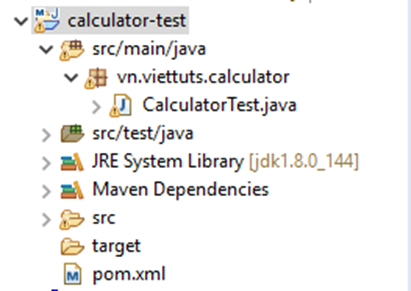 calculator-test
src/main/java
vn.viettuts.calculator
CalculatorTest.java
src/test/java
JRE System Library [jdk1.8.0_144]
Maven Dependencies
src
target
pom.xml